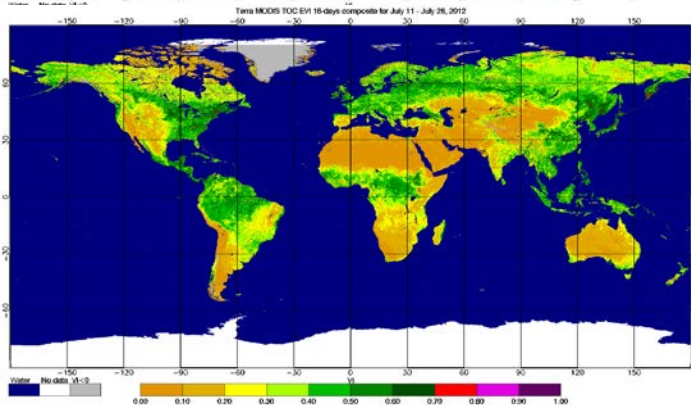 Terra MODIS TOC EVI 16-days composite for July 11 - July 26, 2012
-150 -120 -90 -60 -30 0 30 60 90 120 150
60
30
0
-30
-60
-150 -120 -90 -60 -30 0 30 60 90 120 150
Water No data VI<0 VI
0.00 0.10 0.20 0.30 0.40 0.50 0.60 0.70 0.80 0.90 1.00